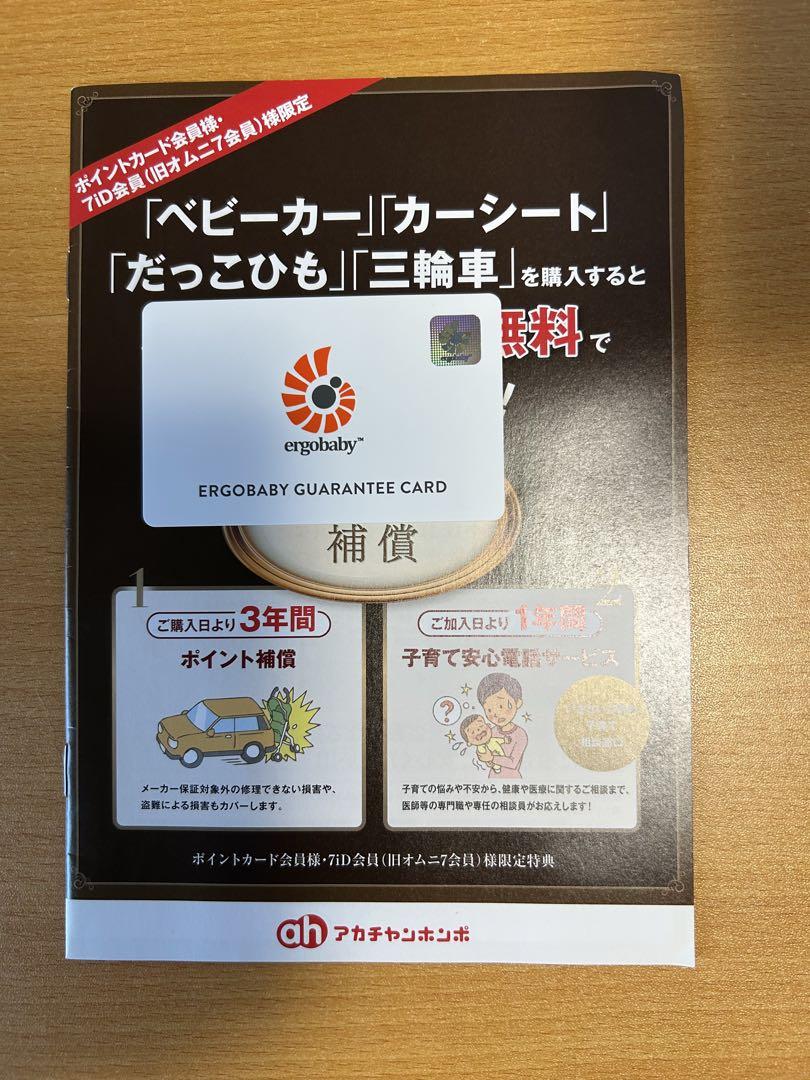 ポイントカード会員様・
7iD会員(旧オムニ7会員)様限定
「ベビーカー」「カーシート」
「だっこひも」「三輪車」を購入すると
無料で
!
ergobaby™
ERGOBABY GUARANTEE CARD
補償
1
ご購入日より3年間
ポイント補償
メーカー保証対象外の修理できない損害や、
盗難による損害もカバーします。
2
ご加入日より1年間
子育て安心電話サービス
?
子育ての悩みや不安から、健康や医療に関するご相談まで、
医師等の専門職や専任の相談員がお応えします!
ポイントカード会員様・7iD会員(旧オムニ7会員)様限定特典
ah アカチャンホンポ